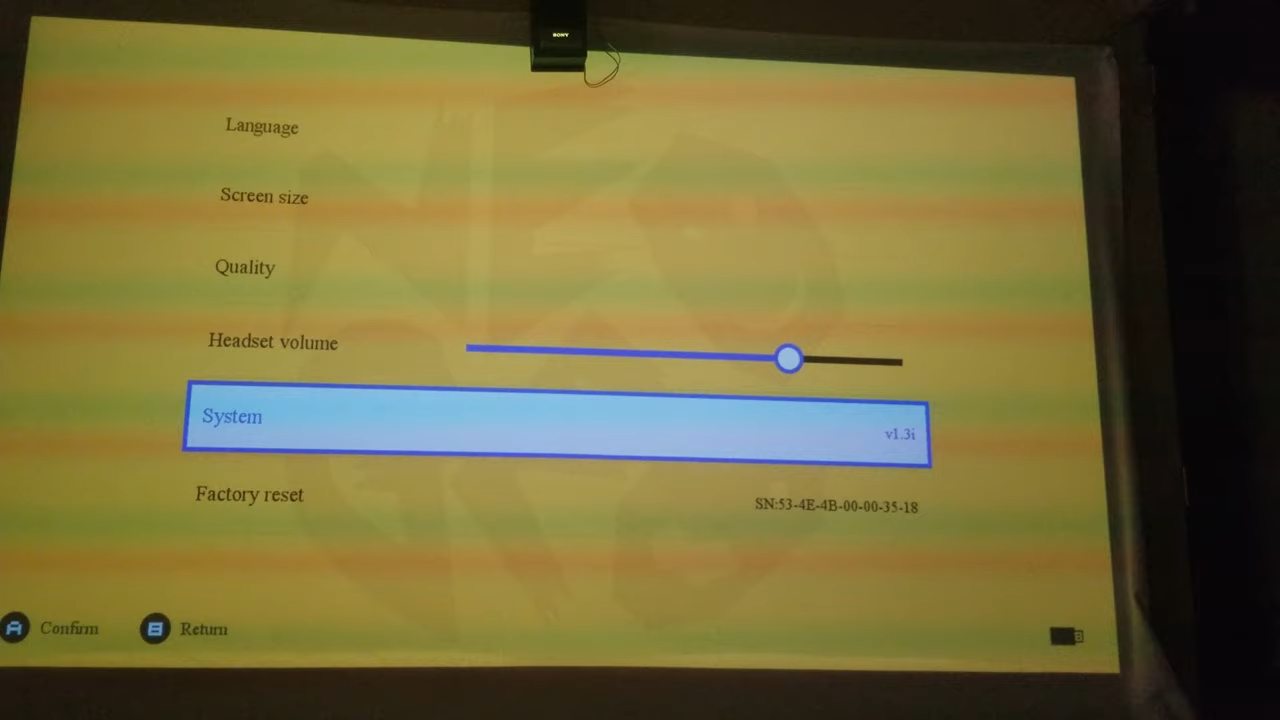 SONY
Language
Screen size
Quality
Headset volume
System
v1.3i
Factory reset
SN:53-4E-4B-00-00-35-18
A Confirm
B Return